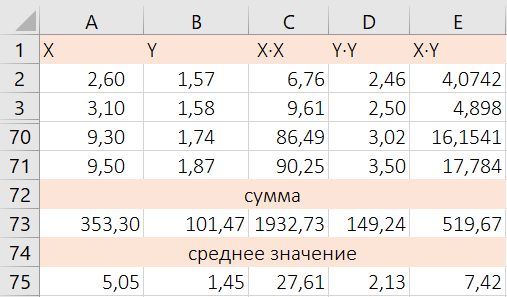 A B C D E
1 X Y X·X Y·Y X·Y
2 2,60 1,57 6,76 2,46 4,0742
3 3,10 1,58 9,61 2,50 4,898
70 9,30 1,74 86,49 3,02 16,1541
71 9,50 1,87 90,25 3,50 17,784
72 сумма
73 353,30 101,47 1932,73 149,24 519,67
74 среднее значение
75 5,05 1,45 27,61 2,13 7,42